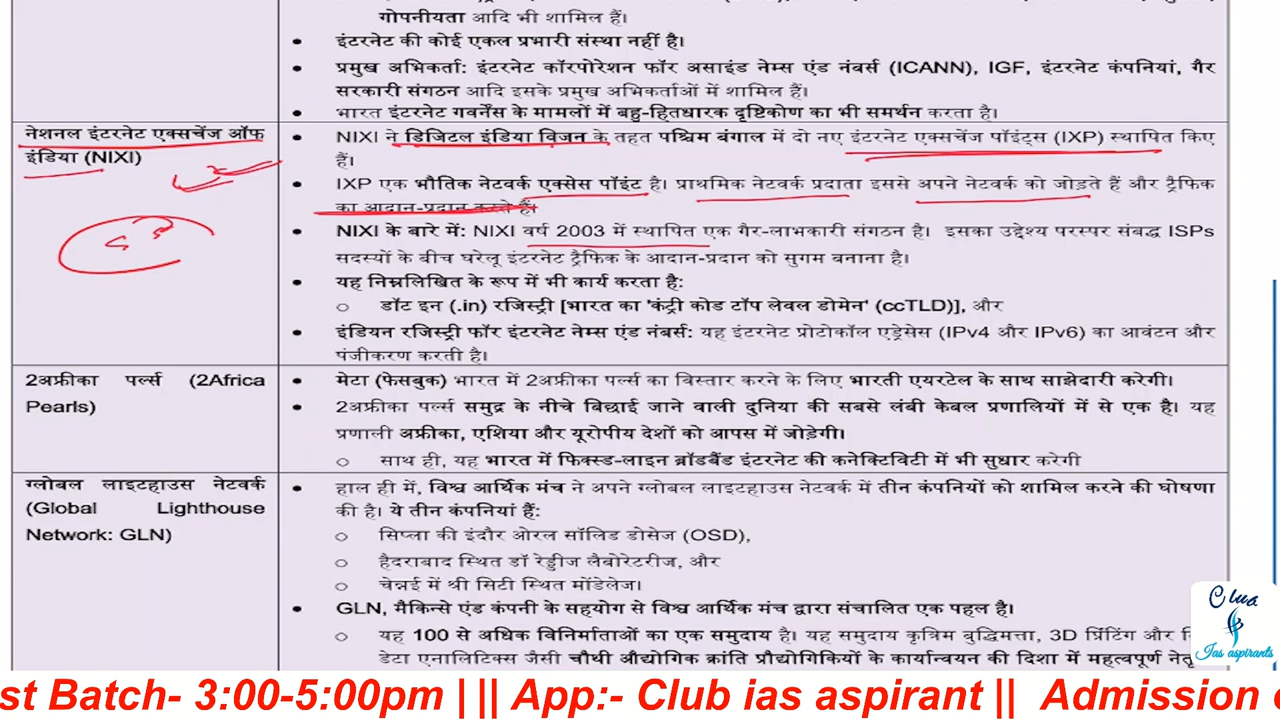 गोपनीयता आदि भी शामिल हैं।
• इंटरनेट की कोई एकल प्रभारी संस्था नहीं है।
• प्रमुख अभिकर्ता: इंटरनेट कॉरपोरेशन फॉर असाइंड नेम्स एंड नंबर्स (ICANN), IGF, इंटरनेट कंपनियां, गैर
सरकारी संगठन आदि इसके प्रमुख अभिकर्ताओं में शामिल हैं।
• भारत इंटरनेट गवर्नेंस के मामलों में बहु-हितधारक दृष्टिकोण का भी समर्थन करता है।
नेशनल इंटरनेट एक्सचेंज ऑफ
इंडिया (NIXI)
• NIXI ने डिजिटल इंडिया विजन के तहत पश्चिम बंगाल में दो नए इंटरनेट एक्सचेंज पॉइंट्स (IXP) स्थापित किए
हैं।
• IXP एक भौतिक नेटवर्क एक्सेस पॉइंट है। प्राथमिक नेटवर्क प्रदाता इससे अपने नेटवर्क को जोड़ते हैं और ट्रैफिक
का आदान-प्रदान करते हैं।
• NIXI के बारे में: NIXI वर्ष 2003 में स्थापित एक गैर-लाभकारी संगठन है। इसका उद्देश्य परस्पर संबद्ध ISPs
सदस्यों के बीच घरेलू इंटरनेट ट्रैफिक के आदान-प्रदान को सुगम बनाना है।
• यह निम्नलिखित के रूप में भी कार्य करता है:
○ डॉट इन (.in) रजिस्ट्री [भारत का 'कंट्री कोड टॉप लेवल डोमेन' (ccTLD)], और
• इंडियन रजिस्ट्री फॉर इंटरनेट नेम्स एंड नंबर्स: यह इंटरनेट प्रोटोकॉल एड्रेसेस (IPv4 और IPv6) का आवंटन और
पंजीकरण करती है।
2अफ्रीका पर्ल्स (2Africa
Pearls)
• मेटा (फेसबुक) भारत में 2अफ्रीका पर्ल्स का विस्तार करने के लिए भारती एयरटेल के साथ साझेदारी करेगी।
• 2अफ्रीका पर्ल्स समुद्र के नीचे बिछाई जाने वाली दुनिया की सबसे लंबी केबल प्रणालियों में से एक है। यह
प्रणाली अफ्रीका, एशिया और यूरोपीय देशों को आपस में जोड़ेगी।
○ साथ ही, यह भारत में फिक्स्ड-लाइन ब्रॉडबैंड इंटरनेट की कनेक्टिविटी में भी सुधार करेगी
ग्लोबल लाइटहाउस नेटवर्क
(Global Lighthouse
Network: GLN)
• हाल ही में, विश्व आर्थिक मंच ने अपने ग्लोबल लाइटहाउस नेटवर्क में तीन कंपनियों को शामिल करने की घोषणा
की है। ये तीन कंपनियां हैं:
○ सिप्ला की इंदौर ओरल सॉलिड डोसेज (OSD),
○ हैदराबाद स्थित डॉ रेड्डीज लैबोरेटरीज, और
○ चेन्नई में श्री सिटी स्थित मोंडेलेज।
• GLN, मैकिन्से एंड कंपनी के सहयोग से विश्व आर्थिक मंच द्वारा संचालित एक पहल है।
○ यह 100 से अधिक विनिर्माताओं का एक समुदाय है। यह समुदाय कृत्रिम बुद्धिमत्ता, 3D प्रिंटिंग और
डेटा एनालिटिक्स जैसी चौथी औद्योगिक क्रांति प्रौद्योगिकियों के कार्यान्वयन की दिशा में महत्वपूर्ण
Club
Ias aspirants
st Batch- 3:00-5:00pm | || App:- Club ias aspirant || Admission